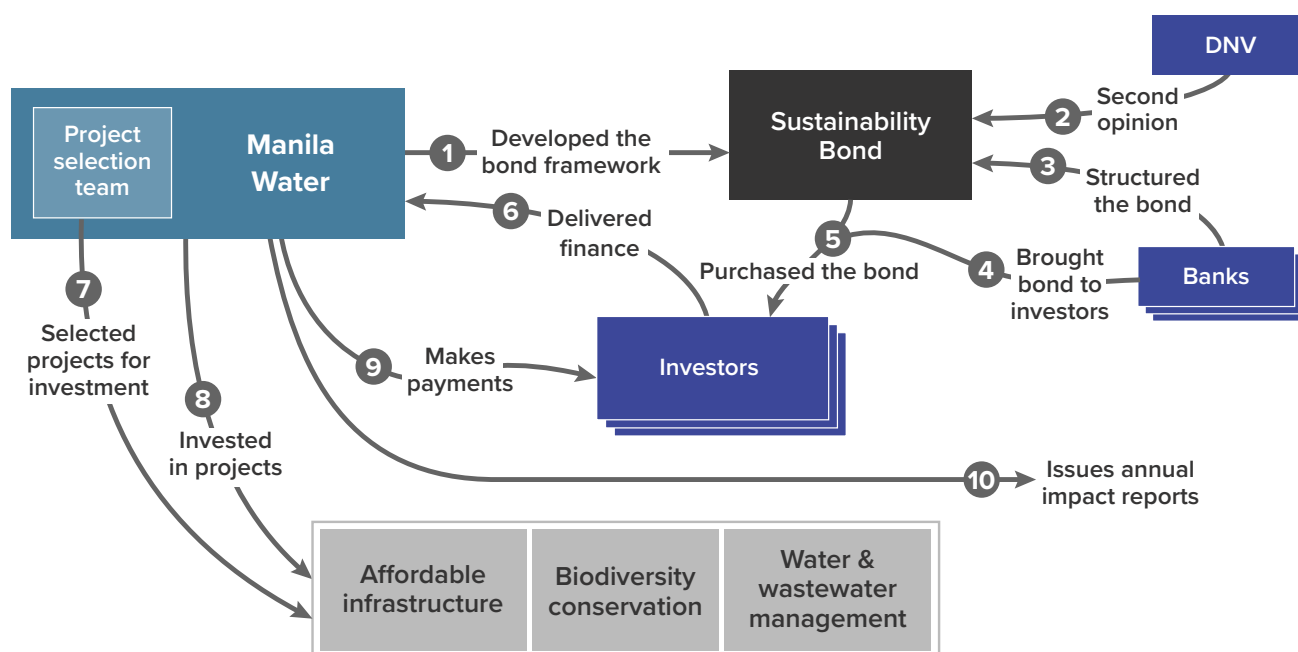 DNV
Project
selection
team
Manila
Water
1
Developed the
bond framework
Sustainability
Bond
2
Second
opinion
3
Structured
the bond
6
Delivered
finance
5
Purchased the bond
4
Brought
bond to
investors
Banks
7
Selected
projects for
investment
8
Invested
in projects
9
Makes
payments
Investors
10
Issues annual
impact reports
Affordable
infrastructure
Biodiversity
conservation
Water &
wastewater
management